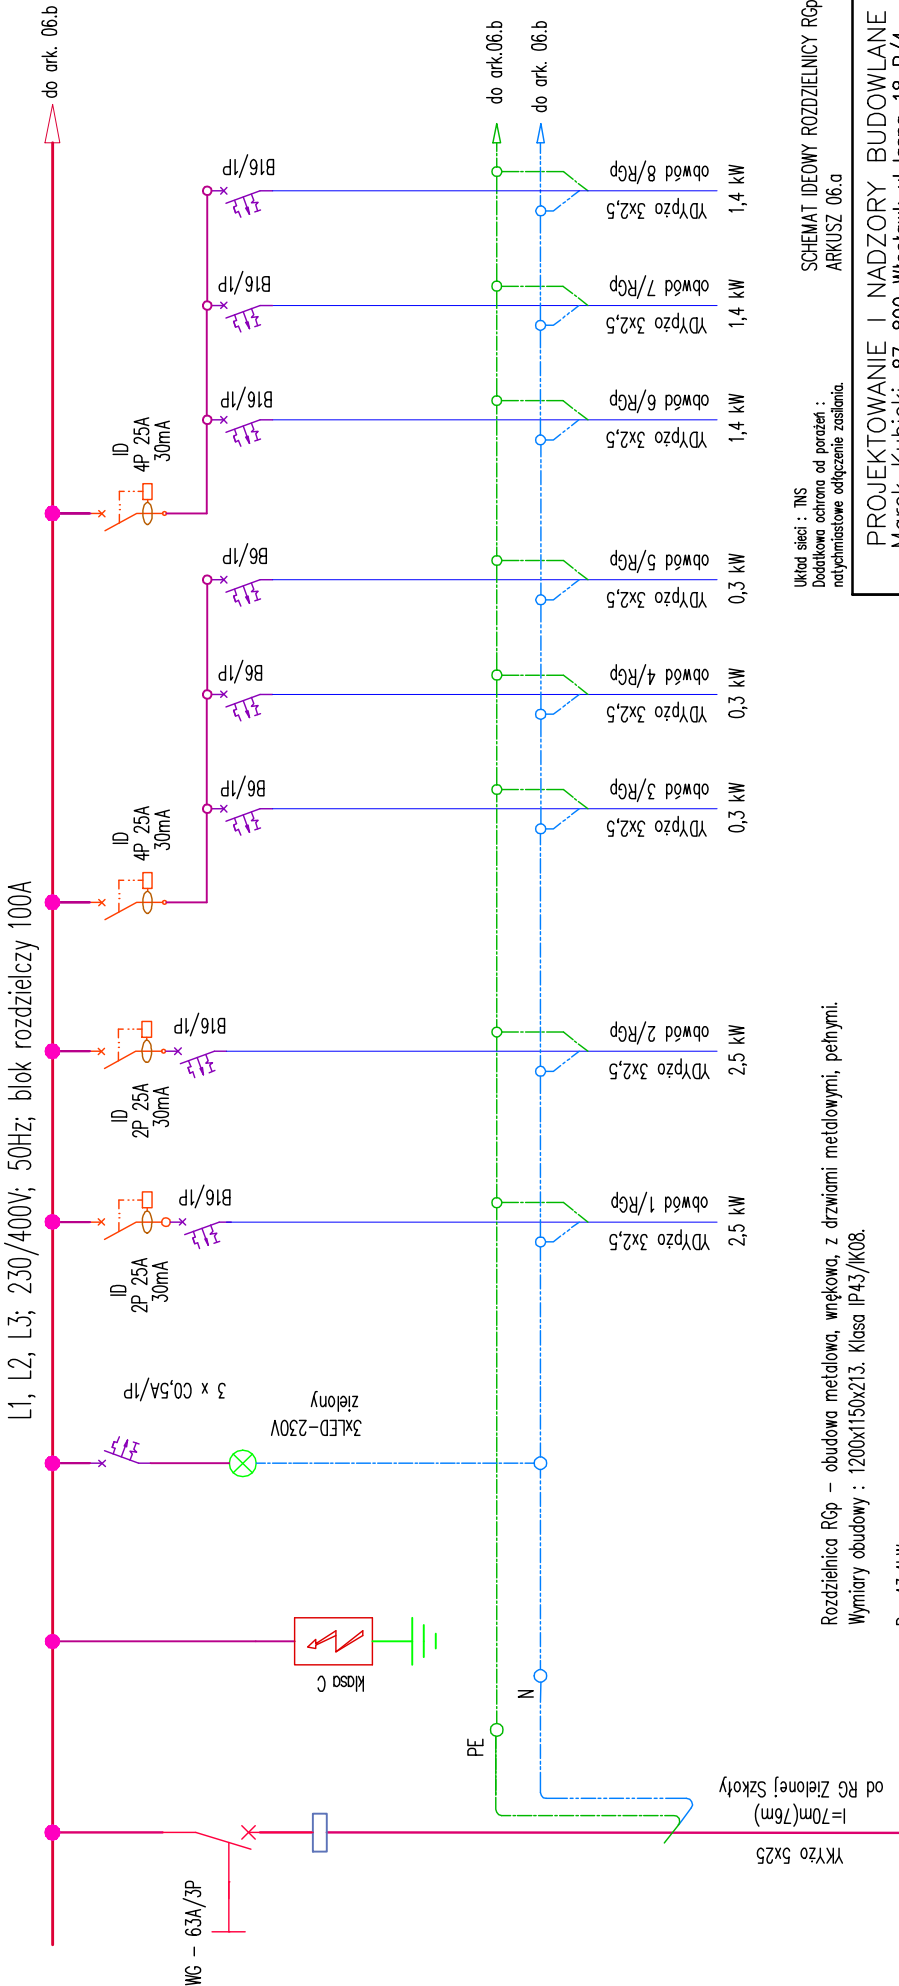 L1, L2, L3; 230/400V; 50Hz; blok rozdzielczy 100A
do ark. 06.b
WG - 63A/3P
YKYżo 5x25
l=70m(76m)
od RG Zielonej Szkoły
klasa C
3 x C0,5A/1P
3xLED-230V
zielony
PE
N
ID
2P 25A
30mA
B16/1P
YDYpżo 3x2,5
obwód 1/RGp
2,5 kW
ID
2P 25A
30mA
B16/1P
YDYpżo 3x2,5
obwód 2/RGp
2,5 kW
ID
4P 25A
30mA
B6/1P
YDYpżo 3x2,5
obwód 3/RGp
0,3 kW
B6/1P
YDYpżo 3x2,5
obwód 4/RGp
0,3 kW
B6/1P
YDYpżo 3x2,5
obwód 5/RGp
0,3 kW
ID
4P 25A
30mA
B16/1P
YDYpżo 3x2,5
obwód 6/RGp
1,4 kW
B16/1P
YDYpżo 3x2,5
obwód 7/RGp
1,4 kW
B16/1P
YDYpżo 3x2,5
obwód 8/RGp
1,4 kW
do ark.06.b
do ark. 06.b
Rozdzielnica RGp - obudowa metalowa, wnękowa, z drzwiami metalowymi, pełnymi.
Wymiary obudowy : 1200x1150x213. Klasa IP43/IK08.
Układ sieci : TNS
Dodatkowa ochrona od porażeń :
natychmiastowe odłączenie zasilania.
SCHEMAT IDEOWY ROZDZIELNICY RGp
ARKUSZ 06.a
PROJEKTOWANIE I NADZORY BUDOWLANE